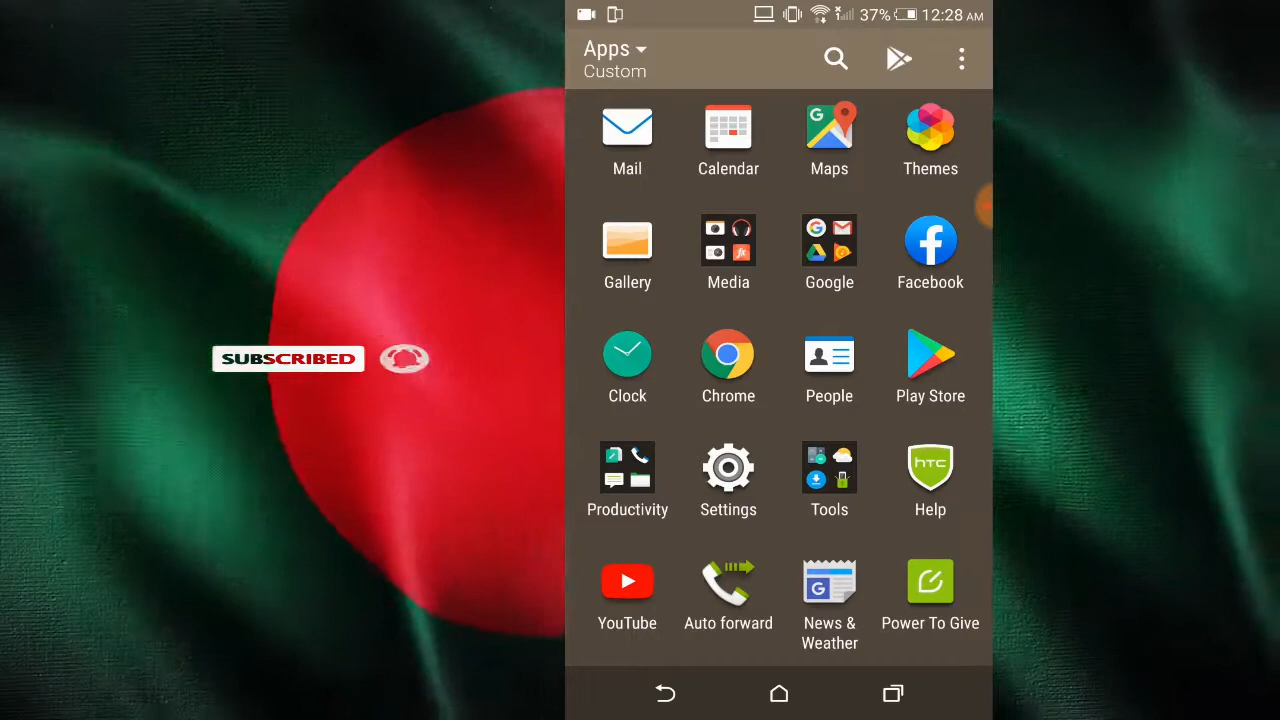 37% 12:28 AM
Apps
Custom
Mail Calendar Maps Themes
Gallery Media Google Facebook
Clock Chrome People Play Store
Productivity Settings Tools Help
YouTube Auto forward News & Weather Power To Give
SUBSCRIBED
hTC